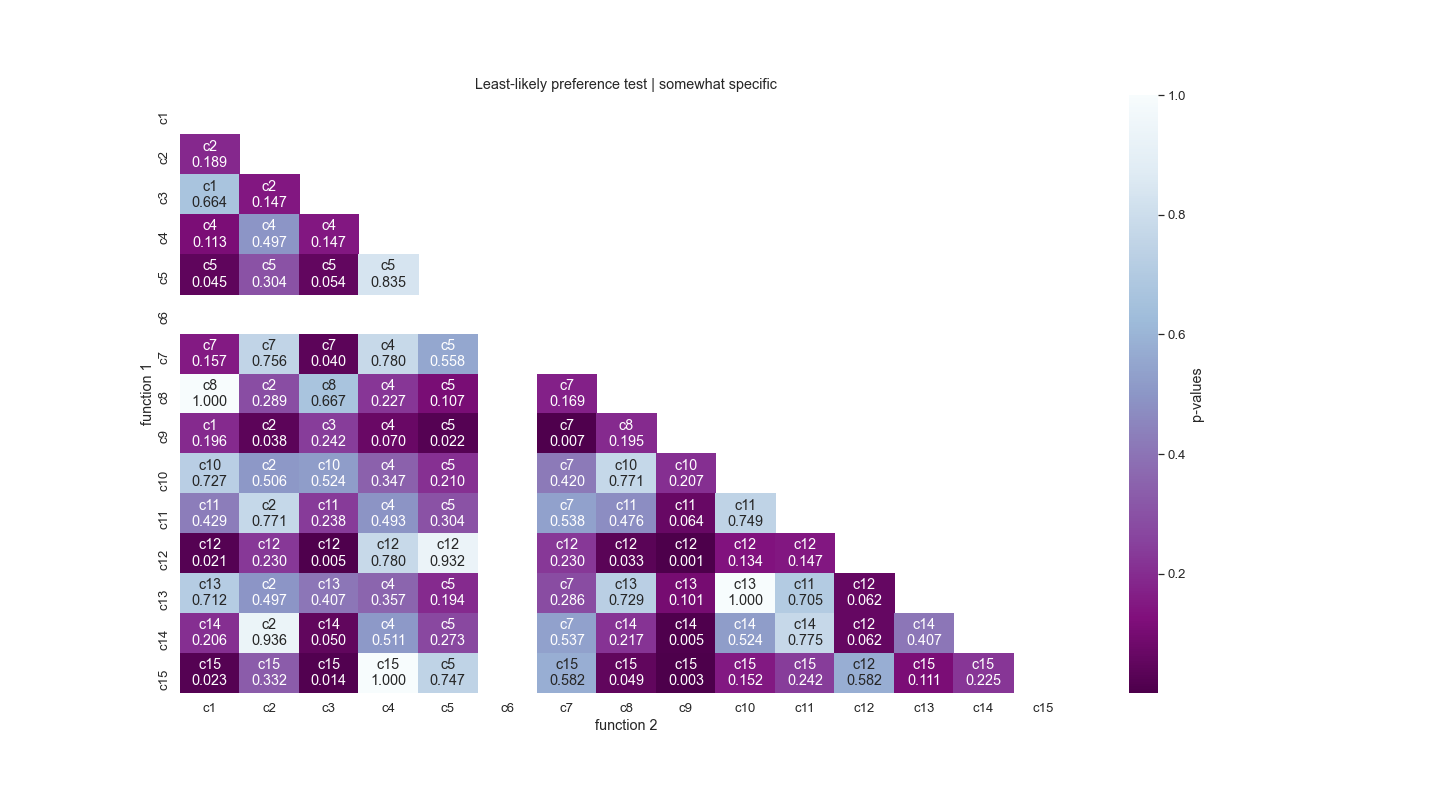 Least-likely preference test | somewhat specific
c1
c2
c2
0.189
c3
c1 c2
0.664 0.147
c4
c4 c4 c4
0.113 0.497 0.147
c5
c5 c5 c5 c5
0.045 0.304 0.054 0.835
c6
c7
c7 c7 c7 c4 c5
0.157 0.756 0.040 0.780 0.558
c8
c8 c2 c8 c4 c5 c7
1.000 0.289 0.667 0.227 0.107 0.169
c9
c1 c2 c3 c4 c5 c7 c8
0.196 0.038 0.242 0.070 0.022 0.007 0.195
c10
c10 c2 c10 c4 c5 c7 c10 c10
0.727 0.506 0.524 0.347 0.210 0.420 0.771 0.207
c11
c11 c2 c11 c4 c5 c7 c11 c11 c11
0.429 0.771 0.238 0.493 0.304 0.538 0.476 0.064 0.749
c12
c12 c12 c12 c12 c12 c12 c12 c12 c12 c12
0.021 0.230 0.005 0.780 0.932 0.230 0.033 0.001 0.134 0.147
c13
c13 c2 c13 c4 c5 c7 c13 c13 c13 c11 c12
0.712 0.497 0.407 0.357 0.194 0.286 0.729 0.101 1.000 0.705 0.062
c14
c14 c2 c14 c4 c5 c7 c14 c14 c14 c14 c12 c14
0.206 0.936 0.050 0.511 0.273 0.537 0.217 0.005 0.524 0.775 0.062 0.407
c15
c15 c15 c15 c15 c5 c15 c15 c15 c15 c15 c12 c15 c15
0.023 0.332 0.014 1.000 0.747 0.582 0.049 0.003 0.152 0.242 0.582 0.111 0.225
c1 c2 c3 c4 c5 c6 c7 c8 c9 c10 c11 c12 c13 c14 c15
function 2
function 1
1.0
0.8
0.6
0.4
0.2
p-values